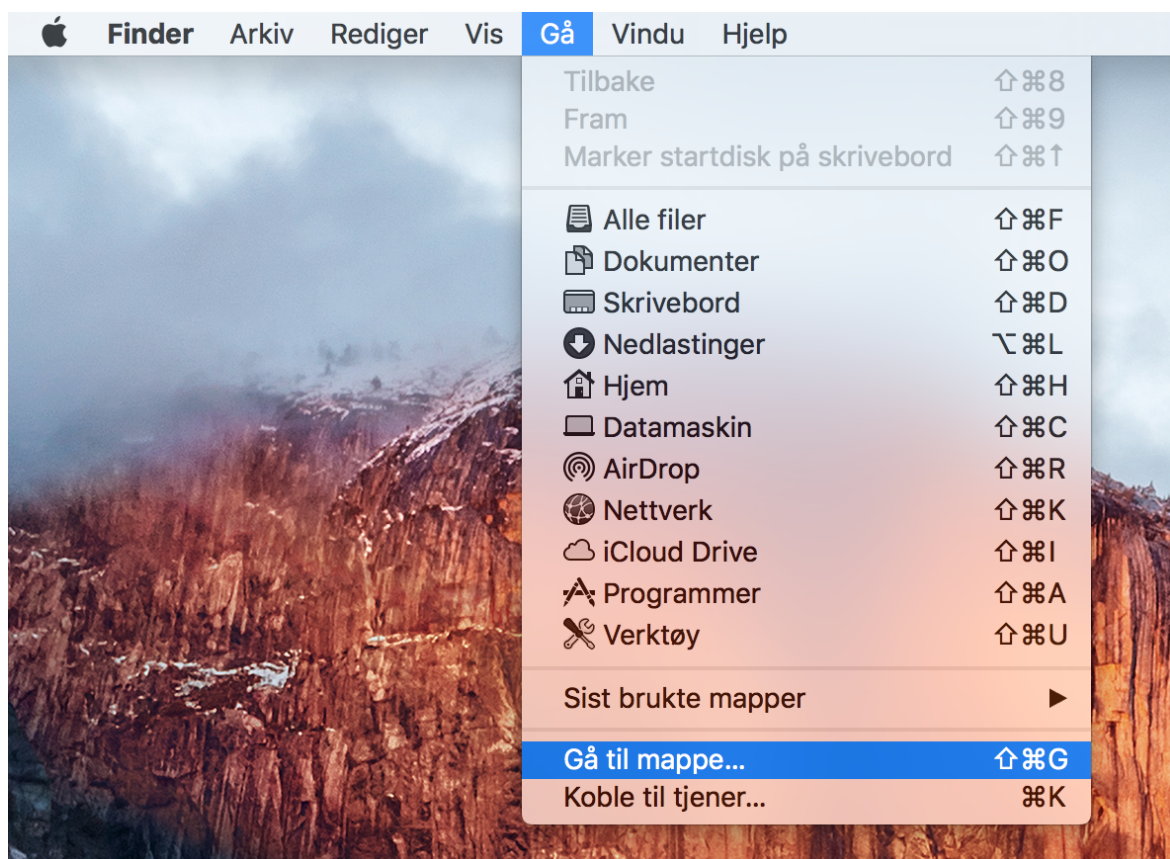 Finder Arkiv Rediger Vis Gå Vindu Hjelp
Tilbake ⇧⌘8
Fram ⇧⌘9
Marker startdisk på skrivebord ⇧⌘↑
Alle filer ⇧⌘F
Dokumenter ⇧⌘O
Skrivebord ⇧⌘D
Nedlastinger ⌥⌘L
Hjem ⇧⌘H
Datamaskin ⇧⌘C
AirDrop ⇧⌘R
Nettverk ⇧⌘K
iCloud Drive ⇧⌘I
Programmer ⇧⌘A
Verktøy ⇧⌘U
Sist brukte mapper ▶
Gå til mappe... ⇧⌘G
Koble til tjener... ⌘K